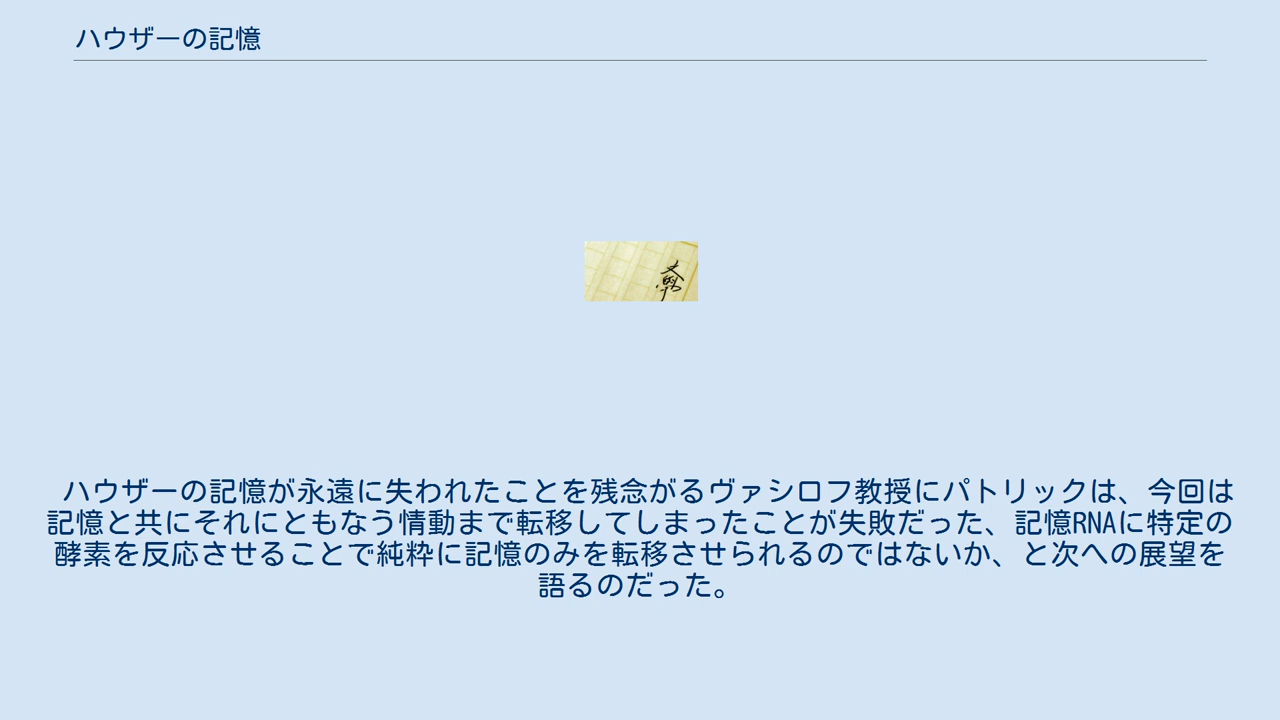 ハウザーの記憶
ハウザーの記憶が永遠に失われたことを残念がるヴァシロフ教授にパトリックは、今回は
記憶と共にそれにともなう情動まで転移してしまったことが失敗だった、記憶RNAに特定の
酵素を反応させることで純粋に記憶のみを転移させられるのではないか、と次への展望を
語るのだった。